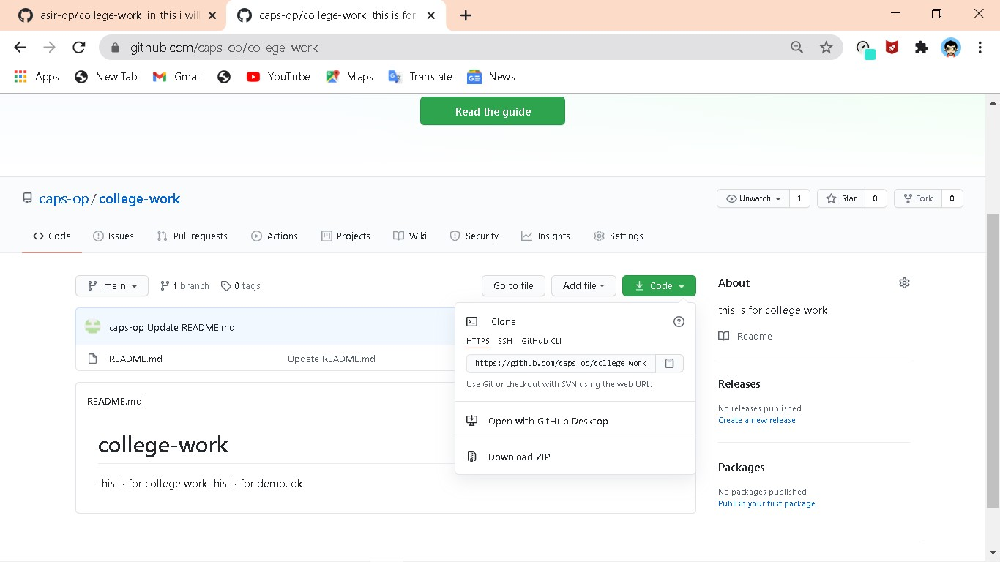 asir-op/college-work: in this i will
caps-op/college-work: this is for
github.com/caps-op/college-work
Apps New Tab Gmail YouTube Maps Translate News
Read the guide
caps-op / college-work
Unwatch 1 Star 0 Fork 0
Code Issues Pull requests Actions Projects Wiki Security Insights Settings
main 1 branch 0 tags Go to file Add file Code
About
this is for college work
Readme
caps-op Update README.md
README.md Update README.md
Clone
HTTPS SSH GitHub CLI
https://github.com/caps-op/college-work
Use Git or checkout with SVN using the web URL.
Open with GitHub Desktop
Download ZIP
Releases
No releases published
Create a new release
README.md
college-work
this is for college work this is for demo, ok
Packages
No packages published
Publish your first package